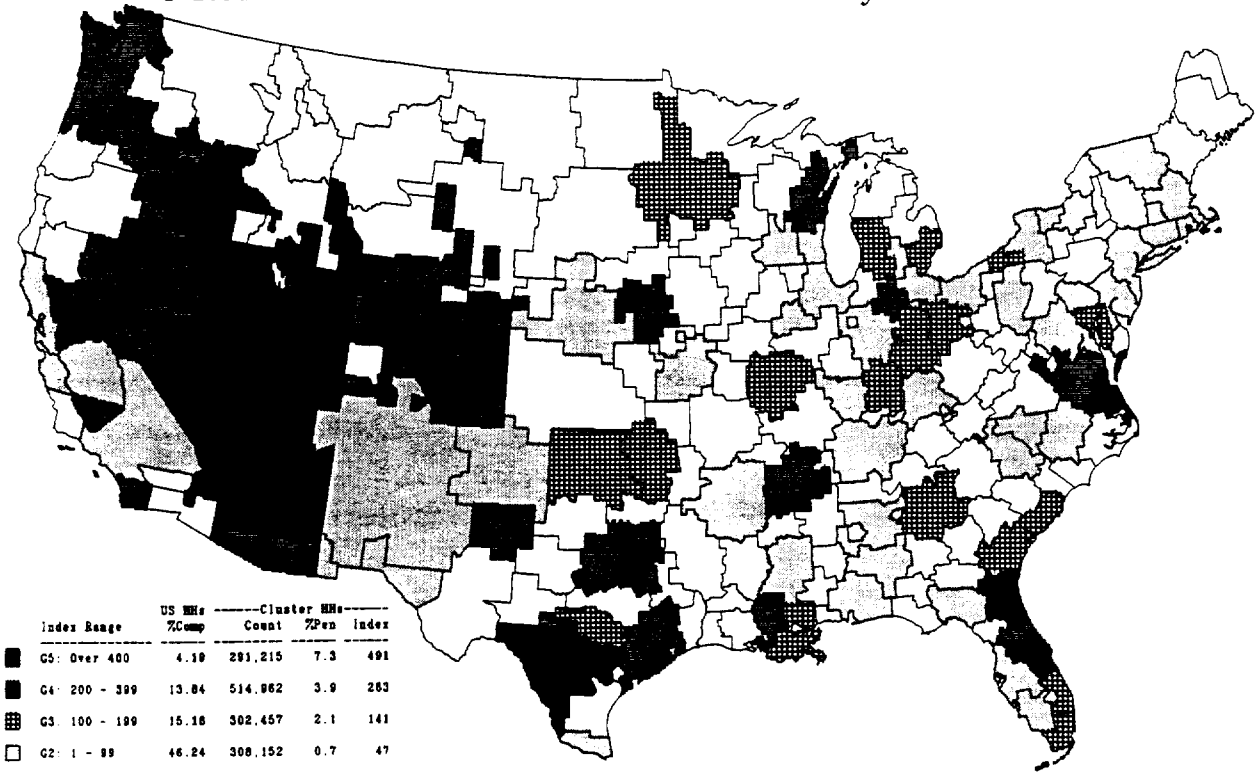 US HHs ------Cluster HHs------
Index Range %Comp Count %Pen Index
G5: Over 400 4.19 291,215 7.3 491
G4: 200 - 399 13.84 514,962 3.9 263
G3: 100 - 199 15.18 302,457 2.1 141
G2: 1 - 99 46.24 308,152 0.7 47